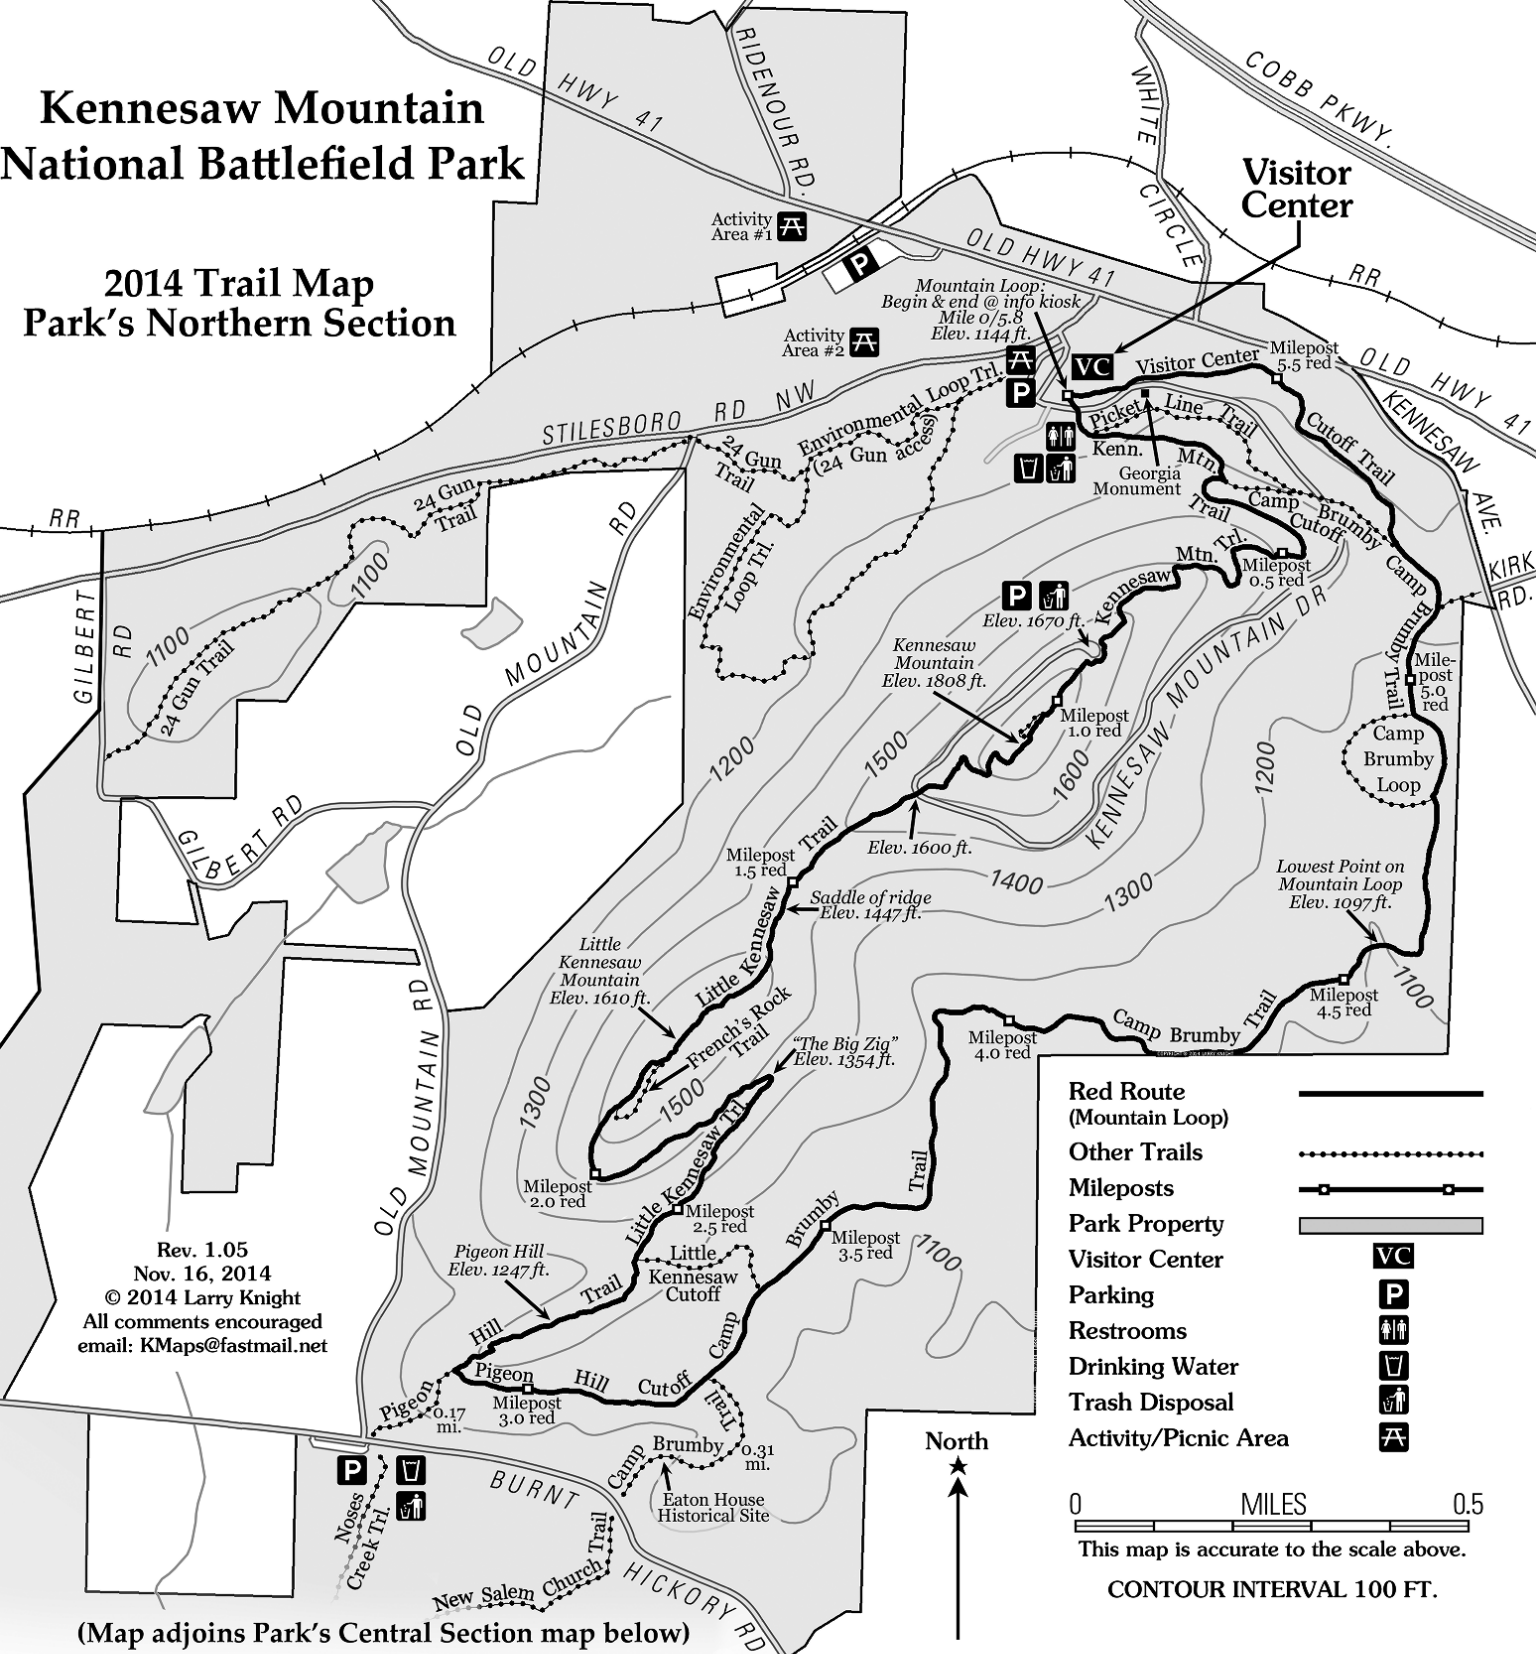 Kennesaw Mountain
National Battlefield Park
2014 Trail Map
Park's Northern Section
OLD HWY 41
RIDENOUR RD.
WHITE CIRCLE
COBB PKWY.
Visitor
Center
Activity
Area #1
P
OLD HWY 41
RR
Mountain Loop:
Begin & end @ info kiosk
Mile 0/5.8
Elev. 1144 ft.
Activity
Area #2
VC
P
Visitor Center
Milepost
5.5 red
OLD HWY 41
KENNESAW AVE.
STILESBORO RD NW
Environmental Loop Trl.
(24 Gun access)
Picket Line Trail
Cutoff Trail
Kenn. Mtn. Trail
Georgia
Monument
24 Gun
Trail
24 Gun
Trail
RR
Camp Brumby
Cutoff
Environmental
Loop Trl.
OLD MOUNTAIN RD
Mtn. Trl.
Milepost
0.5 red
Kennesaw
KIRK
RD.
Camp Brumby Trail
GILBERT
RD
1100
1100
24 Gun Trail
P
Elev. 1670 ft.
Kennesaw
Mountain
Elev. 1808 ft.
KENNESAW MOUNTAIN DR
Mile-
post
5.0
red
Milepost
1.0 red
Camp
Brumby
Loop
1200
1500
1600
1200
GILBERT RD
Trail
Elev. 1600 ft.
Milepost
1.5 red
1400
1300
Lowest Point on
Mountain Loop
Elev. 1097 ft.
Saddle of ridge
Elev. 1447 ft.
Little Kennesaw
Little
Kennesaw
Mountain
Elev. 1610 ft.
French's Rock
Trail
"The Big Zig"
Elev. 1354 ft.
1100
Milepost
4.5 red
Camp Brumby Trail
Milepost
4.0 red
COPYRIGHT © 2014 LARRY KNIGHT
OLD MOUNTAIN RD
1300
1500
Milepost
2.0 red
Little Kennesaw Trl.
Milepost
2.5 red
Trail
Brumby
Milepost
3.5 red
1100
Pigeon Hill
Elev. 1247 ft.
Little
Kennesaw
Cutoff
Hill Trail
Camp
Pigeon Hill Cutoff
Milepost
3.0 red
Pigeon
0.17
mi.
Trail
Camp Brumby
0.31
mi.
Eaton House
Historical Site
P
BURNT HICKORY RD
Noses
Creek Trl.
New Salem Church Trail
Rev. 1.05
Nov. 16, 2014
© 2014 Larry Knight
All comments encouraged
email: KMaps@fastmail.net
(Map adjoins Park's Central Section map below)
North
Red Route
(Mountain Loop)
Other Trails
Mileposts
Park Property
Visitor Center VC
Parking P
Restrooms
Drinking Water
Trash Disposal
Activity/Picnic Area
0 MILES 0.5
This map is accurate to the scale above.
CONTOUR INTERVAL 100 FT.